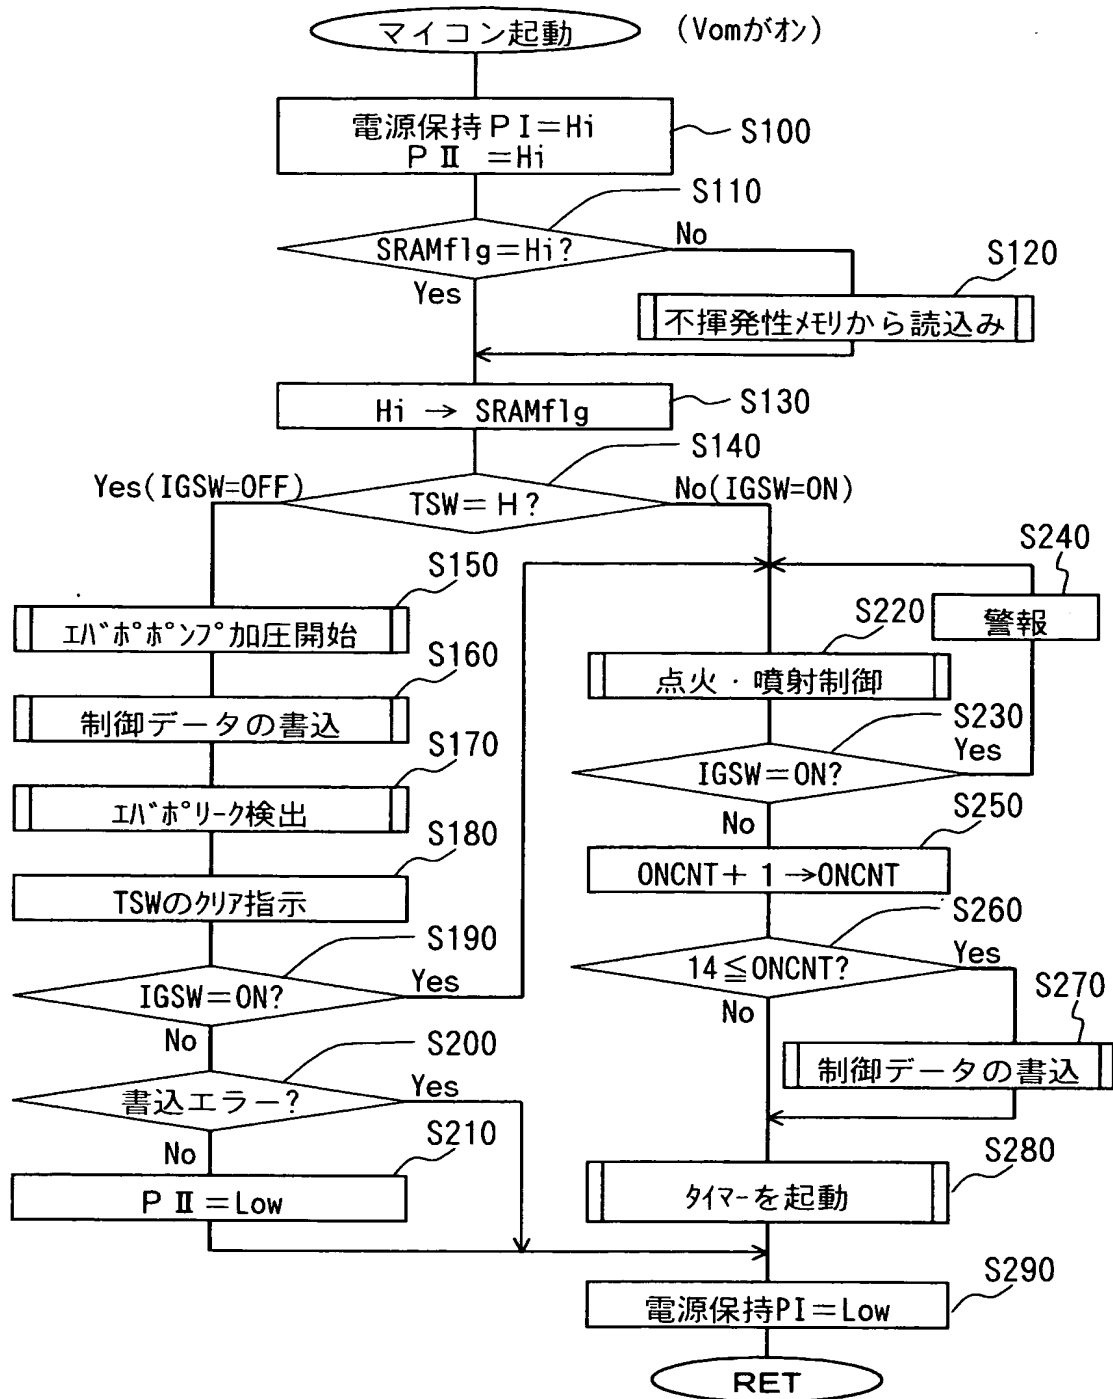 マイコン起動
(Vomがオン)
電源保持 PI=Hi
PⅡ =Hi
S100
S110
SRAMflg=Hi?
No
Yes
S120
不揮発性メモリから読込み
Hi → SRAMflg
S130
S140
Yes(IGSW=OFF)
TSW=H?
No(IGSW=ON)
S150
エバポポンプ加圧開始
S160
制御データの書込
S170
エバポリーク検出
S180
TSWのクリア指示
S190
IGSW=ON?
Yes
No
S200
書込エラー?
Yes
No
S210
PⅡ=Low
S240
警報
S220
点火・噴射制御
S230
IGSW=ON?
Yes
No
S250
ONCNT+1→ONCNT
S260
14≦ONCNT?
Yes
No
S270
制御データの書込
S280
タイマーを起動
S290
電源保持PI=Low
RET